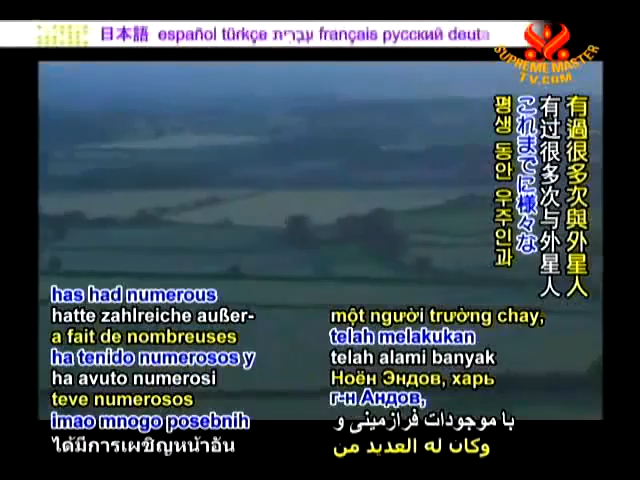 日本語 español türkçe עברית français русский deuts
SUPREME MASTER
TV.COM
有過很多次與外星人
有过很多次与外星人
これまでに様々な
평생 동안 우주인과
has had numerous
hatte zahlreiche außer-
a fait de nombreuses
ha tenido numerosos y
ha avuto numerosi
teve numerosos
imao mnogo posebnih
ได้มีการเผชิญหน้าอัน
một người trường chay,
telah melakukan
telah alami banyak
Ноён Эндов, харь
г-н Андов,
با موجودات فرازمینی و
وكان له العديد من